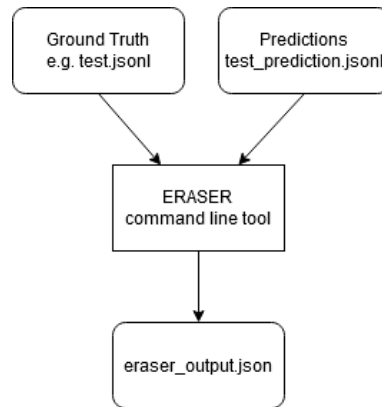 Ground Truth
e.g. test.jsonl
Predictions
test_prediction.jsonl
ERASER
command line tool
eraser_output.json